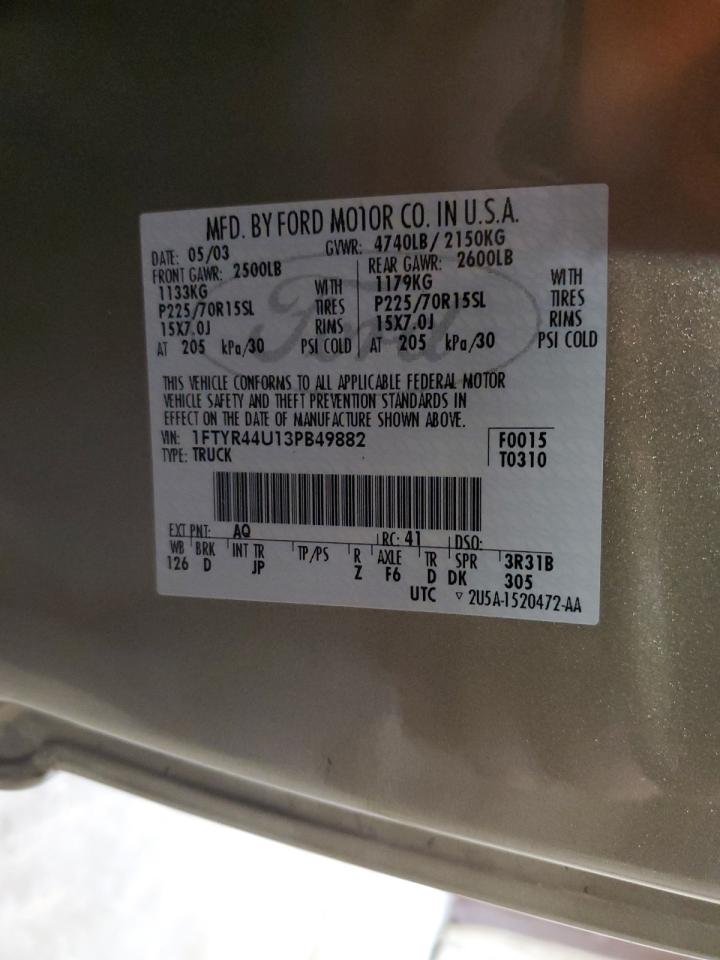 MFD. BY FORD MOTOR CO. IN U.S.A.
DATE: 05/03 GVWR: 4740LB / 2150KG
FRONT GAWR: 2500LB REAR GAWR: 2600LB
1133KG WITH 1179KG WITH
P225/70R15SL TIRES P225/70R15SL TIRES
15X7.0J RIMS 15X7.0J RIMS
AT 205 kPa/30 PSI COLD AT 205 kPa/30 PSI COLD
Ford
THIS VEHICLE CONFORMS TO ALL APPLICABLE FEDERAL MOTOR
VEHICLE SAFETY AND THEFT PREVENTION STANDARDS IN
EFFECT ON THE DATE OF MANUFACTURE SHOWN ABOVE.
VIN: 1FTYR44U13PB49882 F0015
TYPE: TRUCK T0310
EXT PNT: AQ RC: 41 DSO:
WB BRK INT TR TP/PS R AXLE TR SPR 3R31B
126 D JP Z F6 D DK 305
UTC ▽ 2U5A-1520472-AA